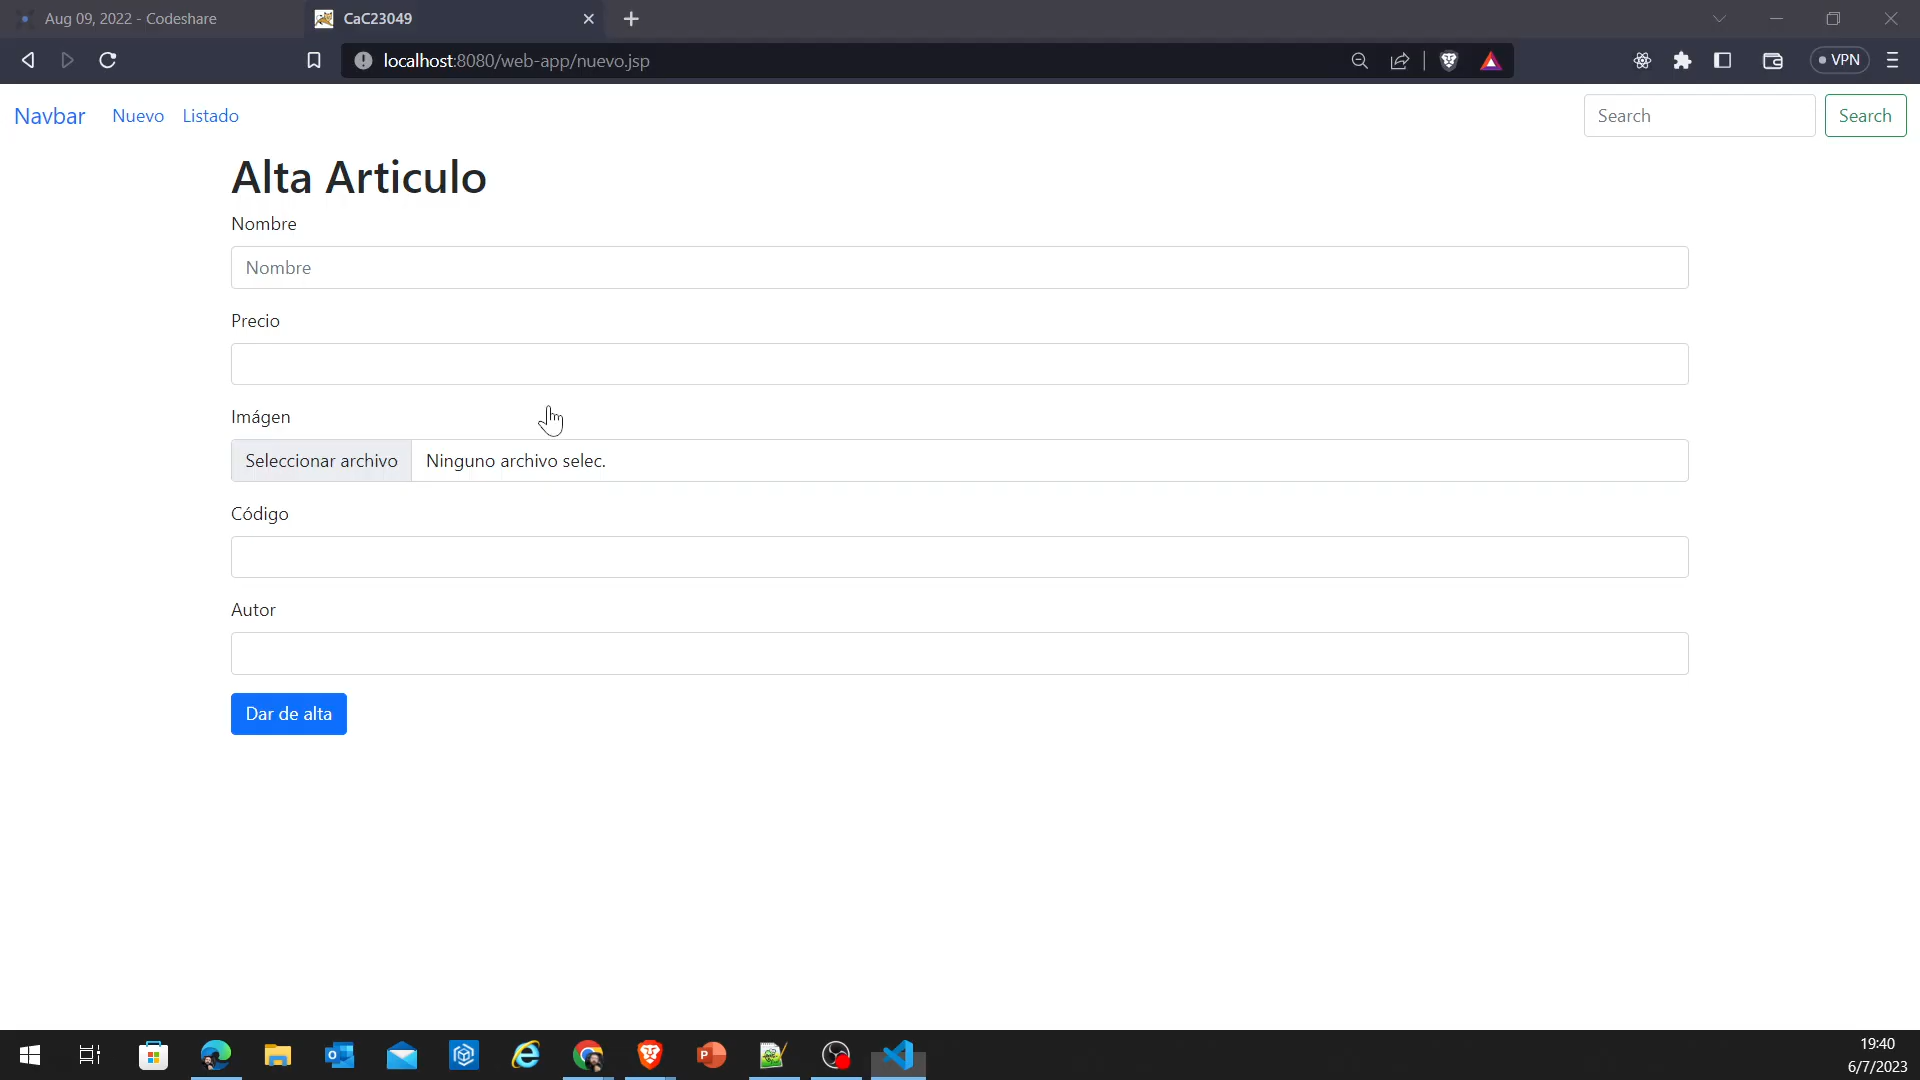 Aug 09, 2022 - Codeshare
CaC23049
localhost:8080/web-app/nuevo.jsp
VPN
Navbar Nuevo Listado
Search Search
Alta Articulo
Nombre
Nombre
Precio
Imágen
Seleccionar archivo Ninguno archivo selec.
Código
Autor
Dar de alta
19:40
6/7/2023